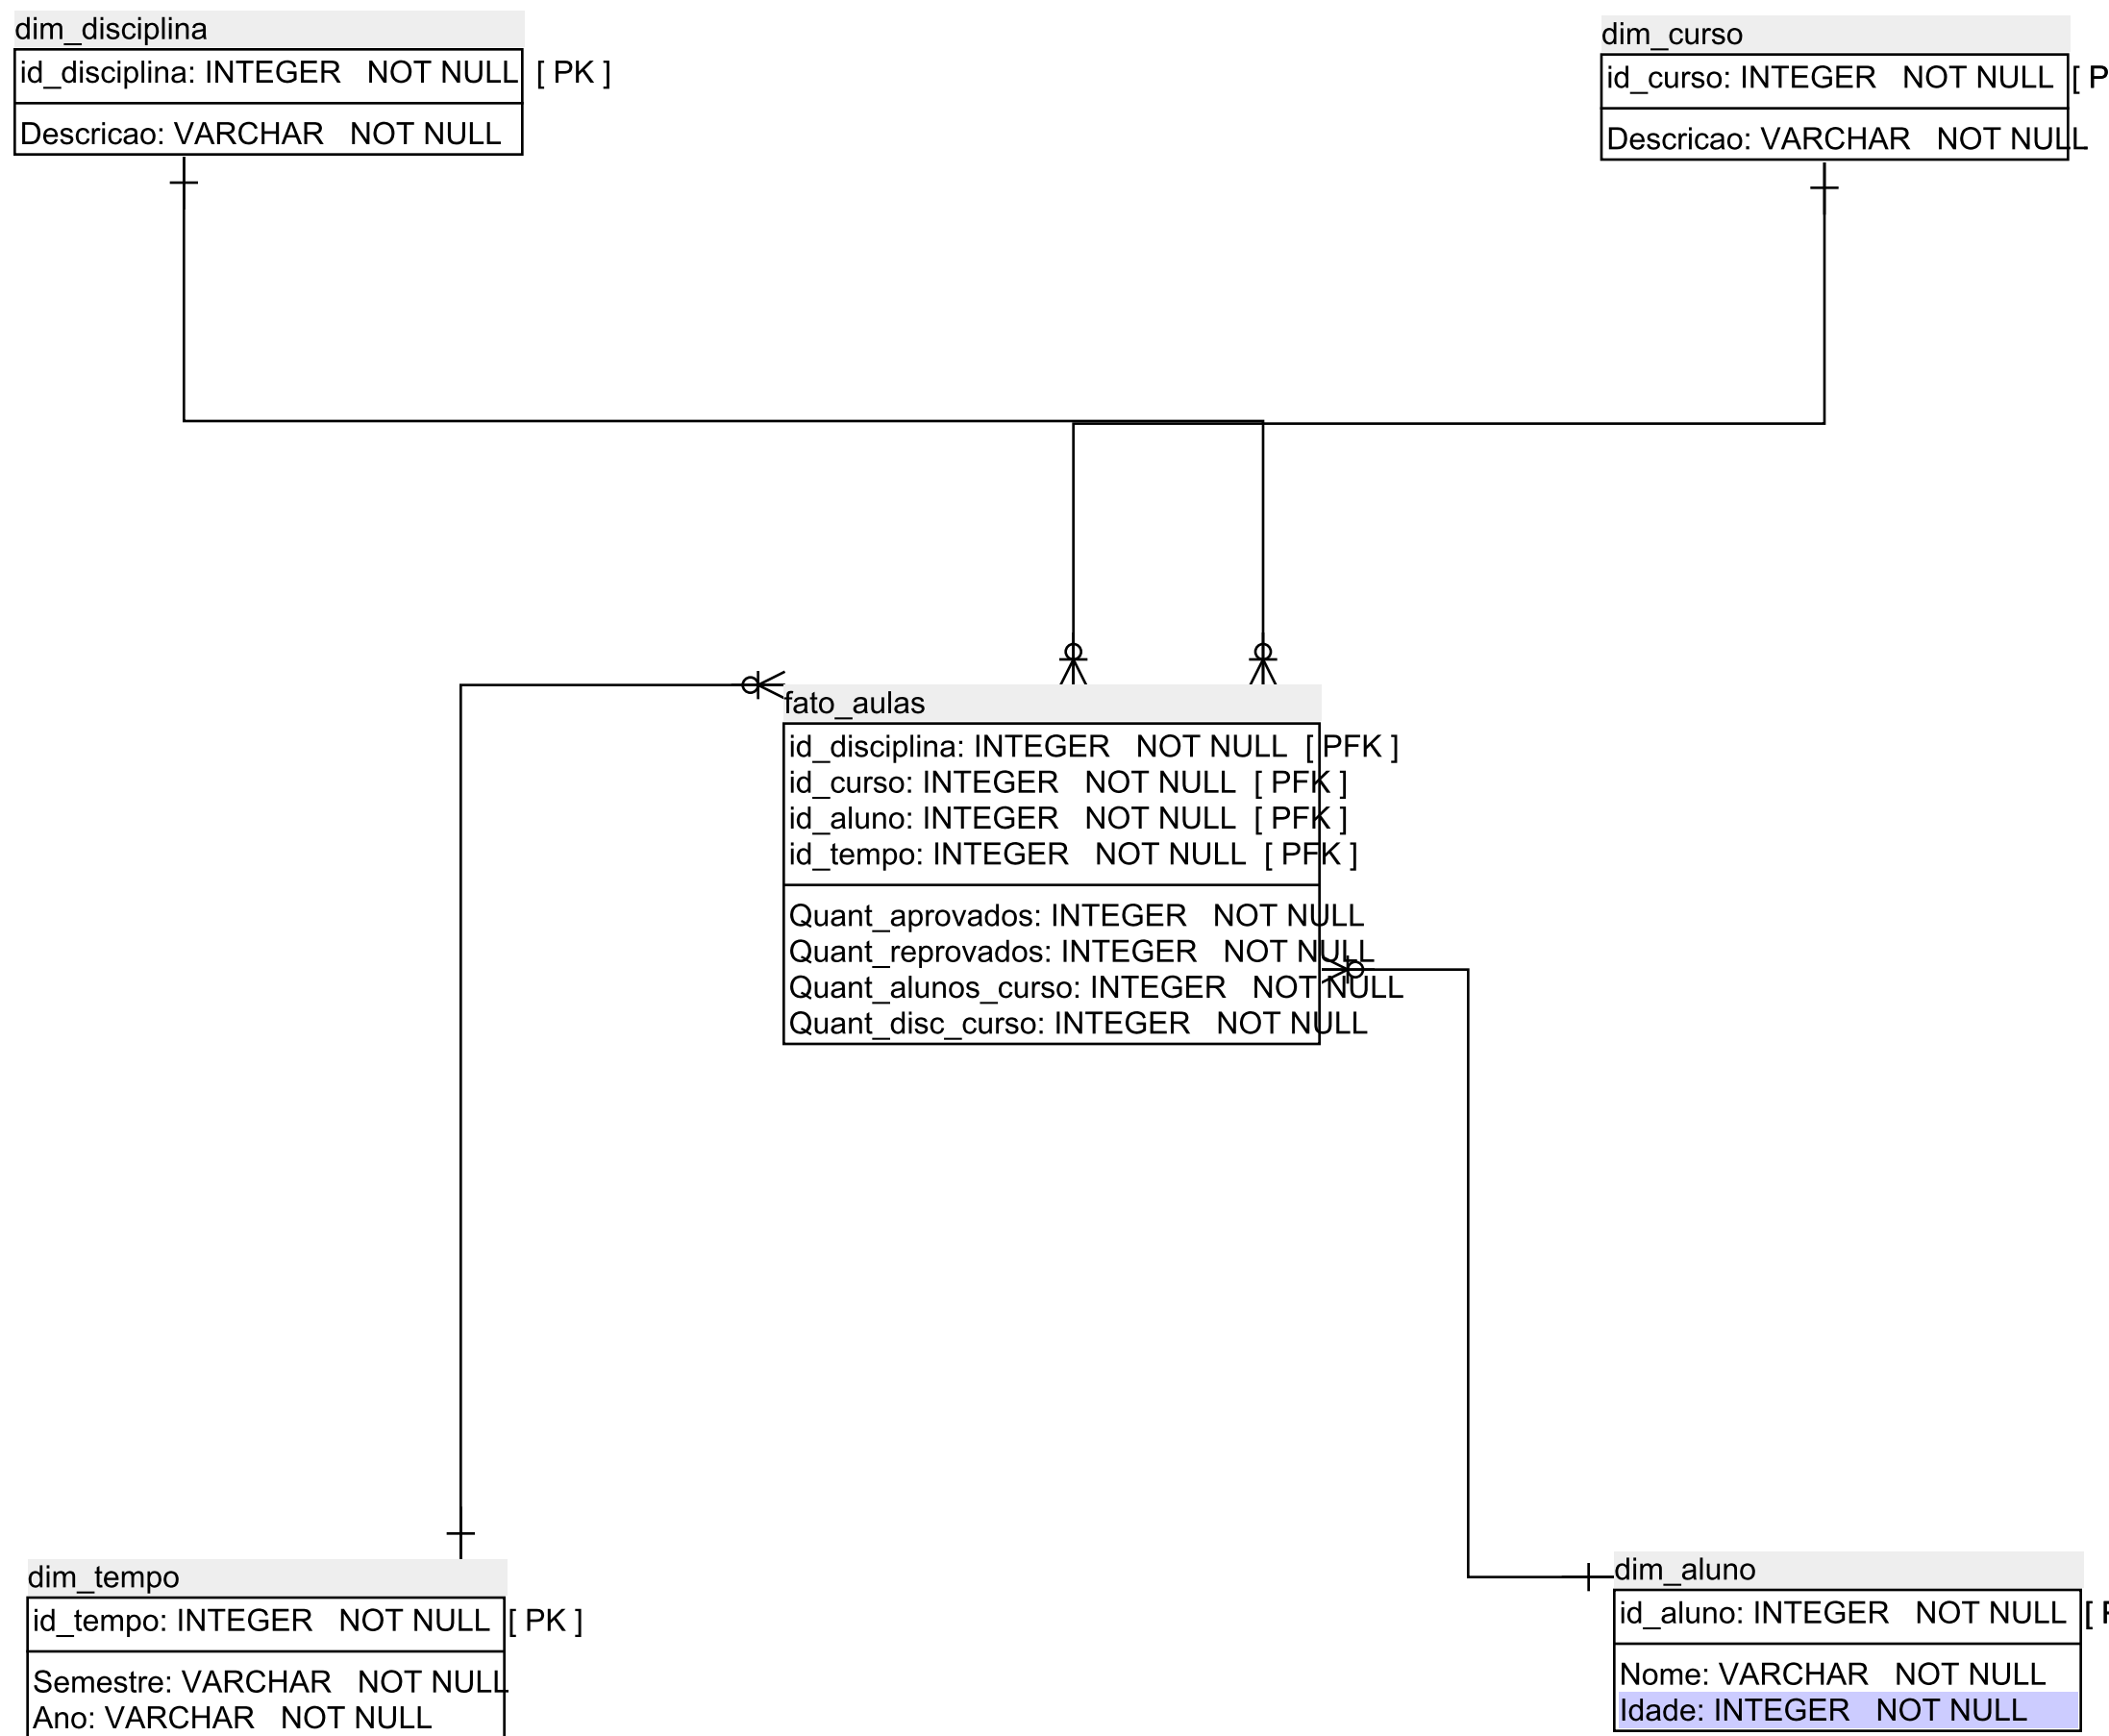 dim_disciplina
id_disciplina: INTEGER NOT NULL [ PK ]
Descricao: VARCHAR NOT NULL
dim_curso
id_curso: INTEGER NOT NULL [ P
Descricao: VARCHAR NOT NULL
fato_aulas
id_disciplina: INTEGER NOT NULL [ PFK ]
id_curso: INTEGER NOT NULL [ PFK ]
id_aluno: INTEGER NOT NULL [ PFK ]
id_tempo: INTEGER NOT NULL [ PFK ]
Quant_aprovados: INTEGER NOT NULL
Quant_reprovados: INTEGER NOT NULL
Quant_alunos_curso: INTEGER NOT NULL
Quant_disc_curso: INTEGER NOT NULL
dim_tempo
id_tempo: INTEGER NOT NULL [ PK ]
Semestre: VARCHAR NOT NULL
Ano: VARCHAR NOT NULL
dim_aluno
id_aluno: INTEGER NOT NULL [
Nome: VARCHAR NOT NULL
Idade: INTEGER NOT NULL